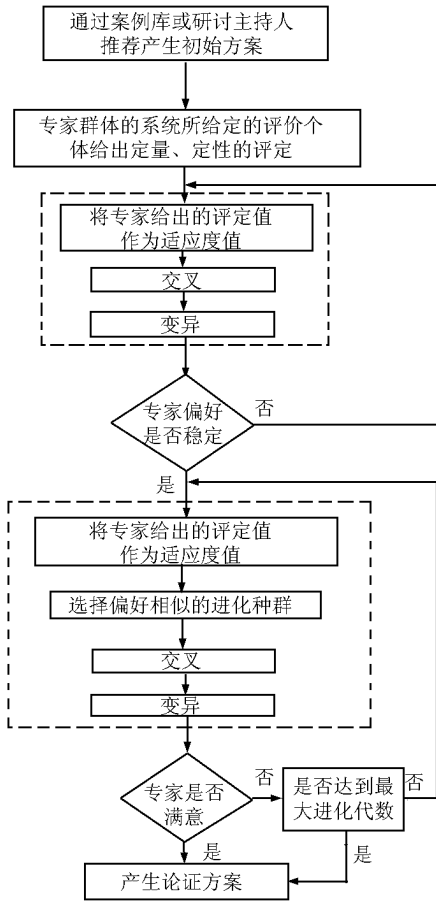 通过案例库或研讨主持人
推荐产生初始方案
专家群体的系统所给定的评价个
体给出定量、定性的评定
将专家给出的评定值
作为适应度值
交叉
变异
专家偏好
是否稳定
否
是
将专家给出的评定值
作为适应度值
选择偏好相似的进化种群
交叉
变异
专家是否
满意
否
是否达到最
大进化代数
否
是
是
产生论证方案